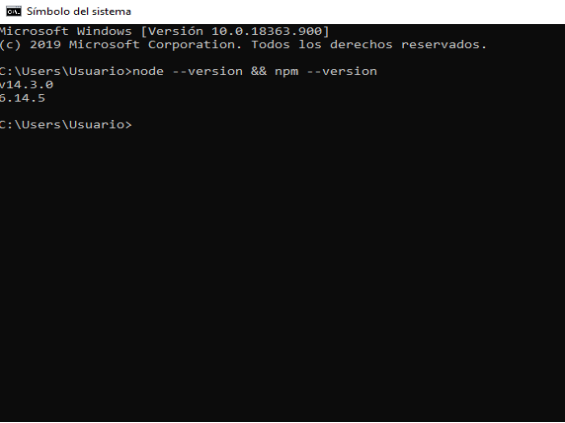 Símbolo del sistema
Microsoft Windows [Versión 10.0.18363.900]
(c) 2019 Microsoft Corporation. Todos los derechos reservados.
C:\Users\Usuario>node --version && npm --version
v14.3.0
6.14.5
C:\Users\Usuario>